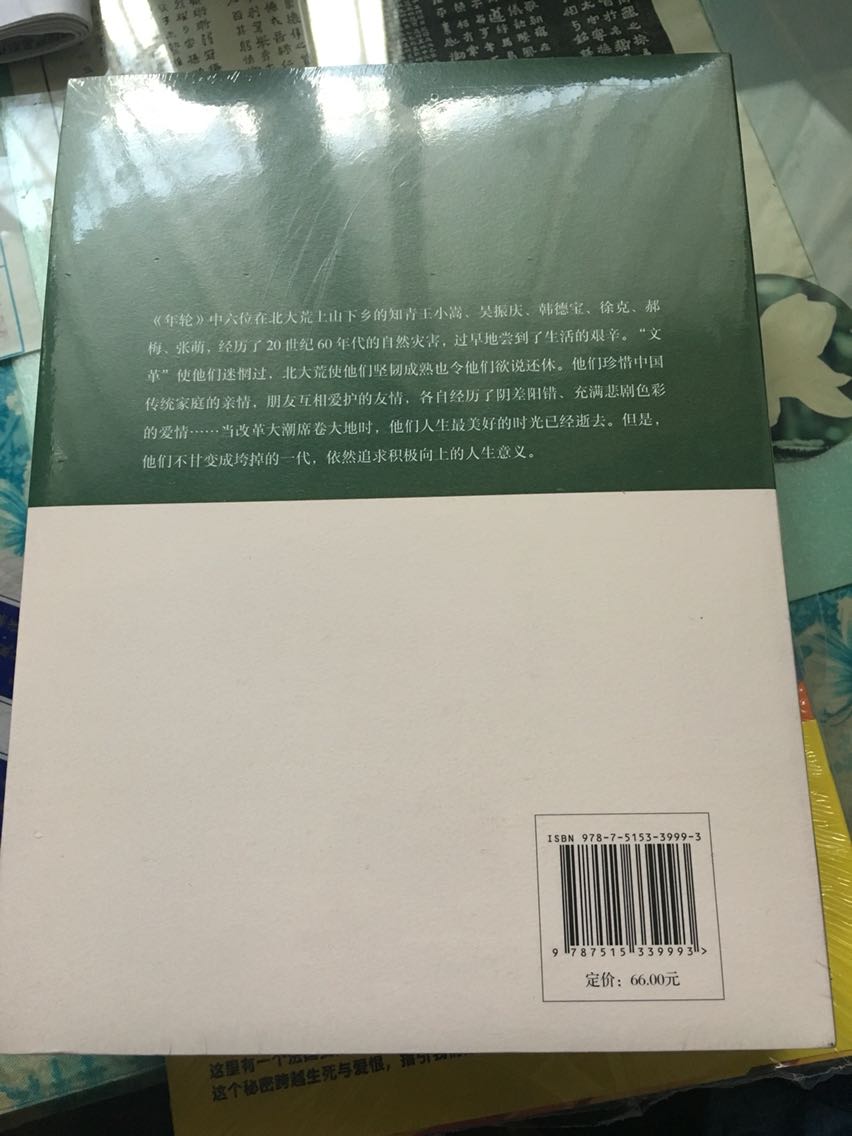 《年轮》中六位在北大荒上山下乡的知青王小嵩、吴振庆、韩德宝、徐克、郝
梅、张萌，经历了20世纪60年代的自然灾害，过早地尝到了生活的艰辛。“文
革”使他们迷惘过，北大荒使他们坚韧成熟也令他们欲说还休。他们珍惜中国
传统家庭的亲情，朋友互相爱护的友情，各自经历了阴差阳错、充满悲剧色彩
的爱情……当改革大潮席卷大地时，他们人生最美好的时光已经逝去。但是，
他们不甘变成垮掉的一代，依然追求积极向上的人生意义。
ISBN 978-7-5153-3999-3
9 787515 339993>
定价：66.00元
这里有一个法
这个秘密跨越生死与爱恨，指引我